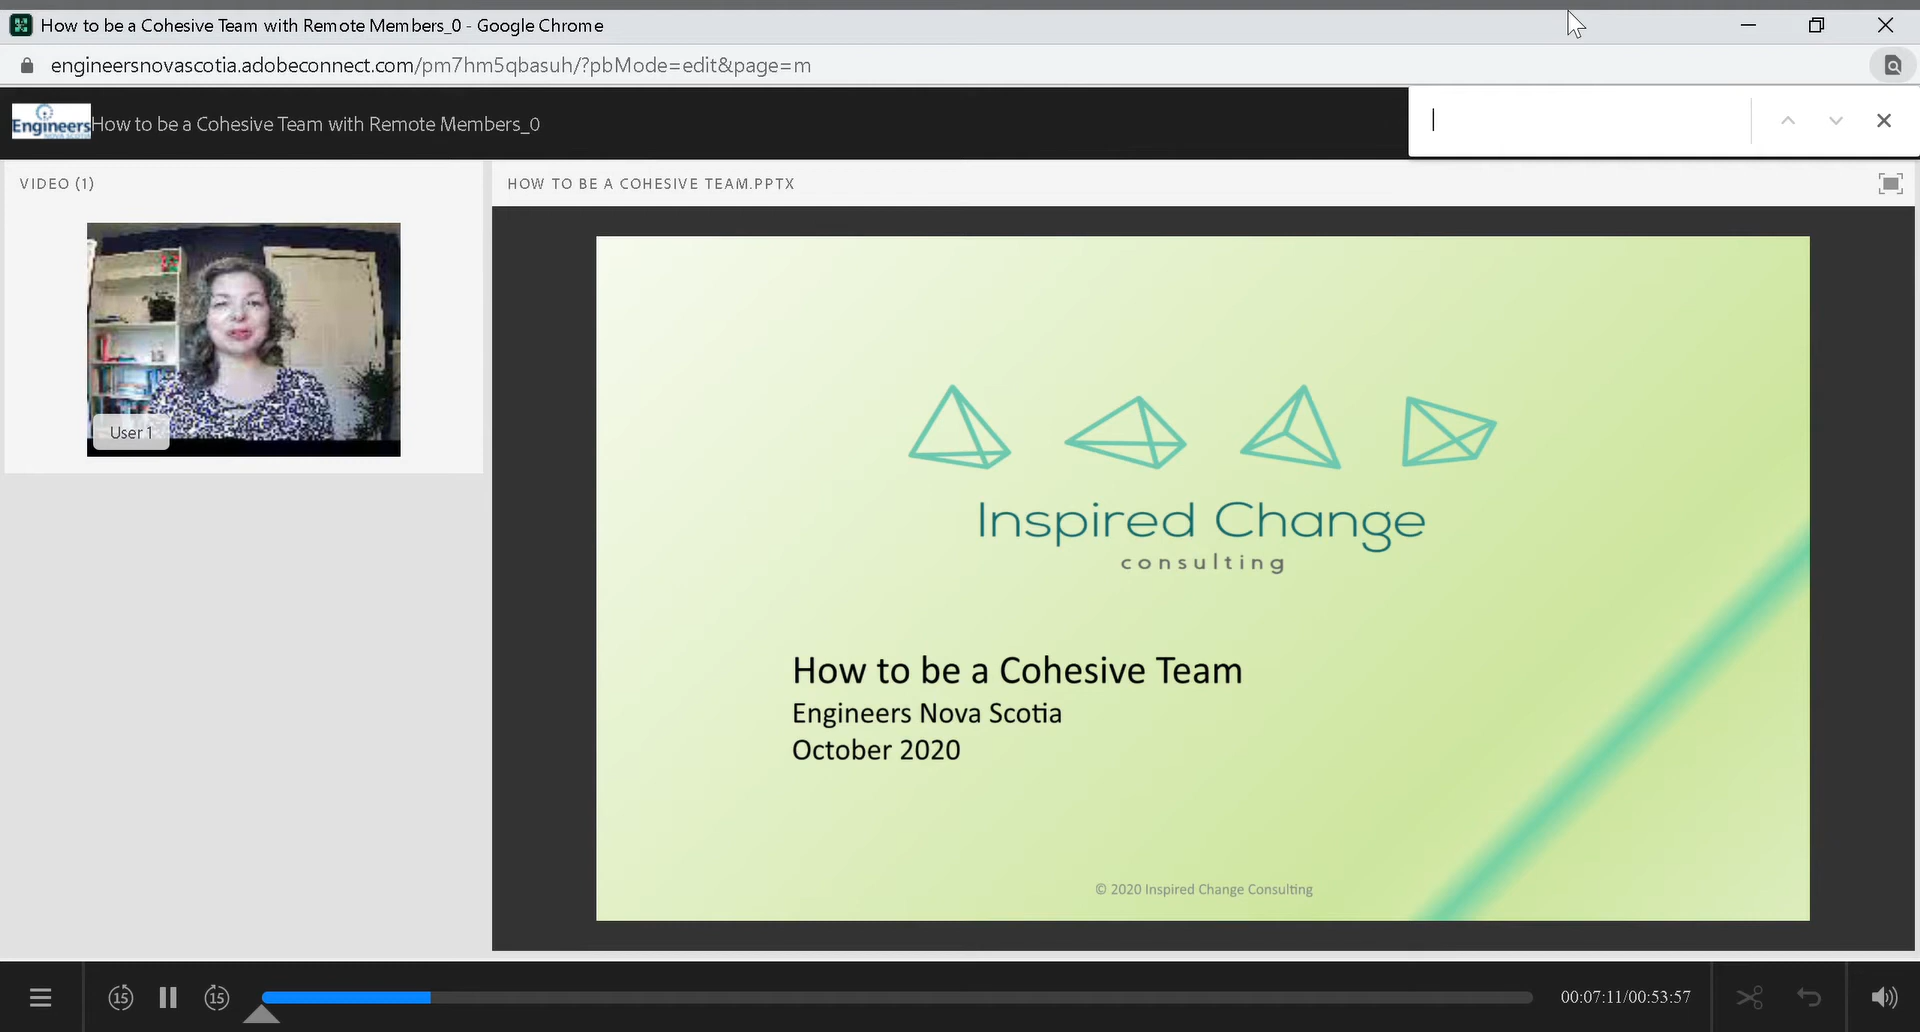 How to be a Cohesive Team with Remote Members_0 - Google Chrome
engineersnovascotia.adobeconnect.com/pm7hm5qbasuh/?pbMode=edit&page=m
Engineers
NOVA SCOTIA
How to be a Cohesive Team with Remote Members_0
VIDEO (1)
User 1
HOW TO BE A COHESIVE TEAM.PPTX
Inspired Change
consulting
How to be a Cohesive Team
Engineers Nova Scotia
October 2020
© 2020 Inspired Change Consulting
15
15
00:07:11/00:53:57